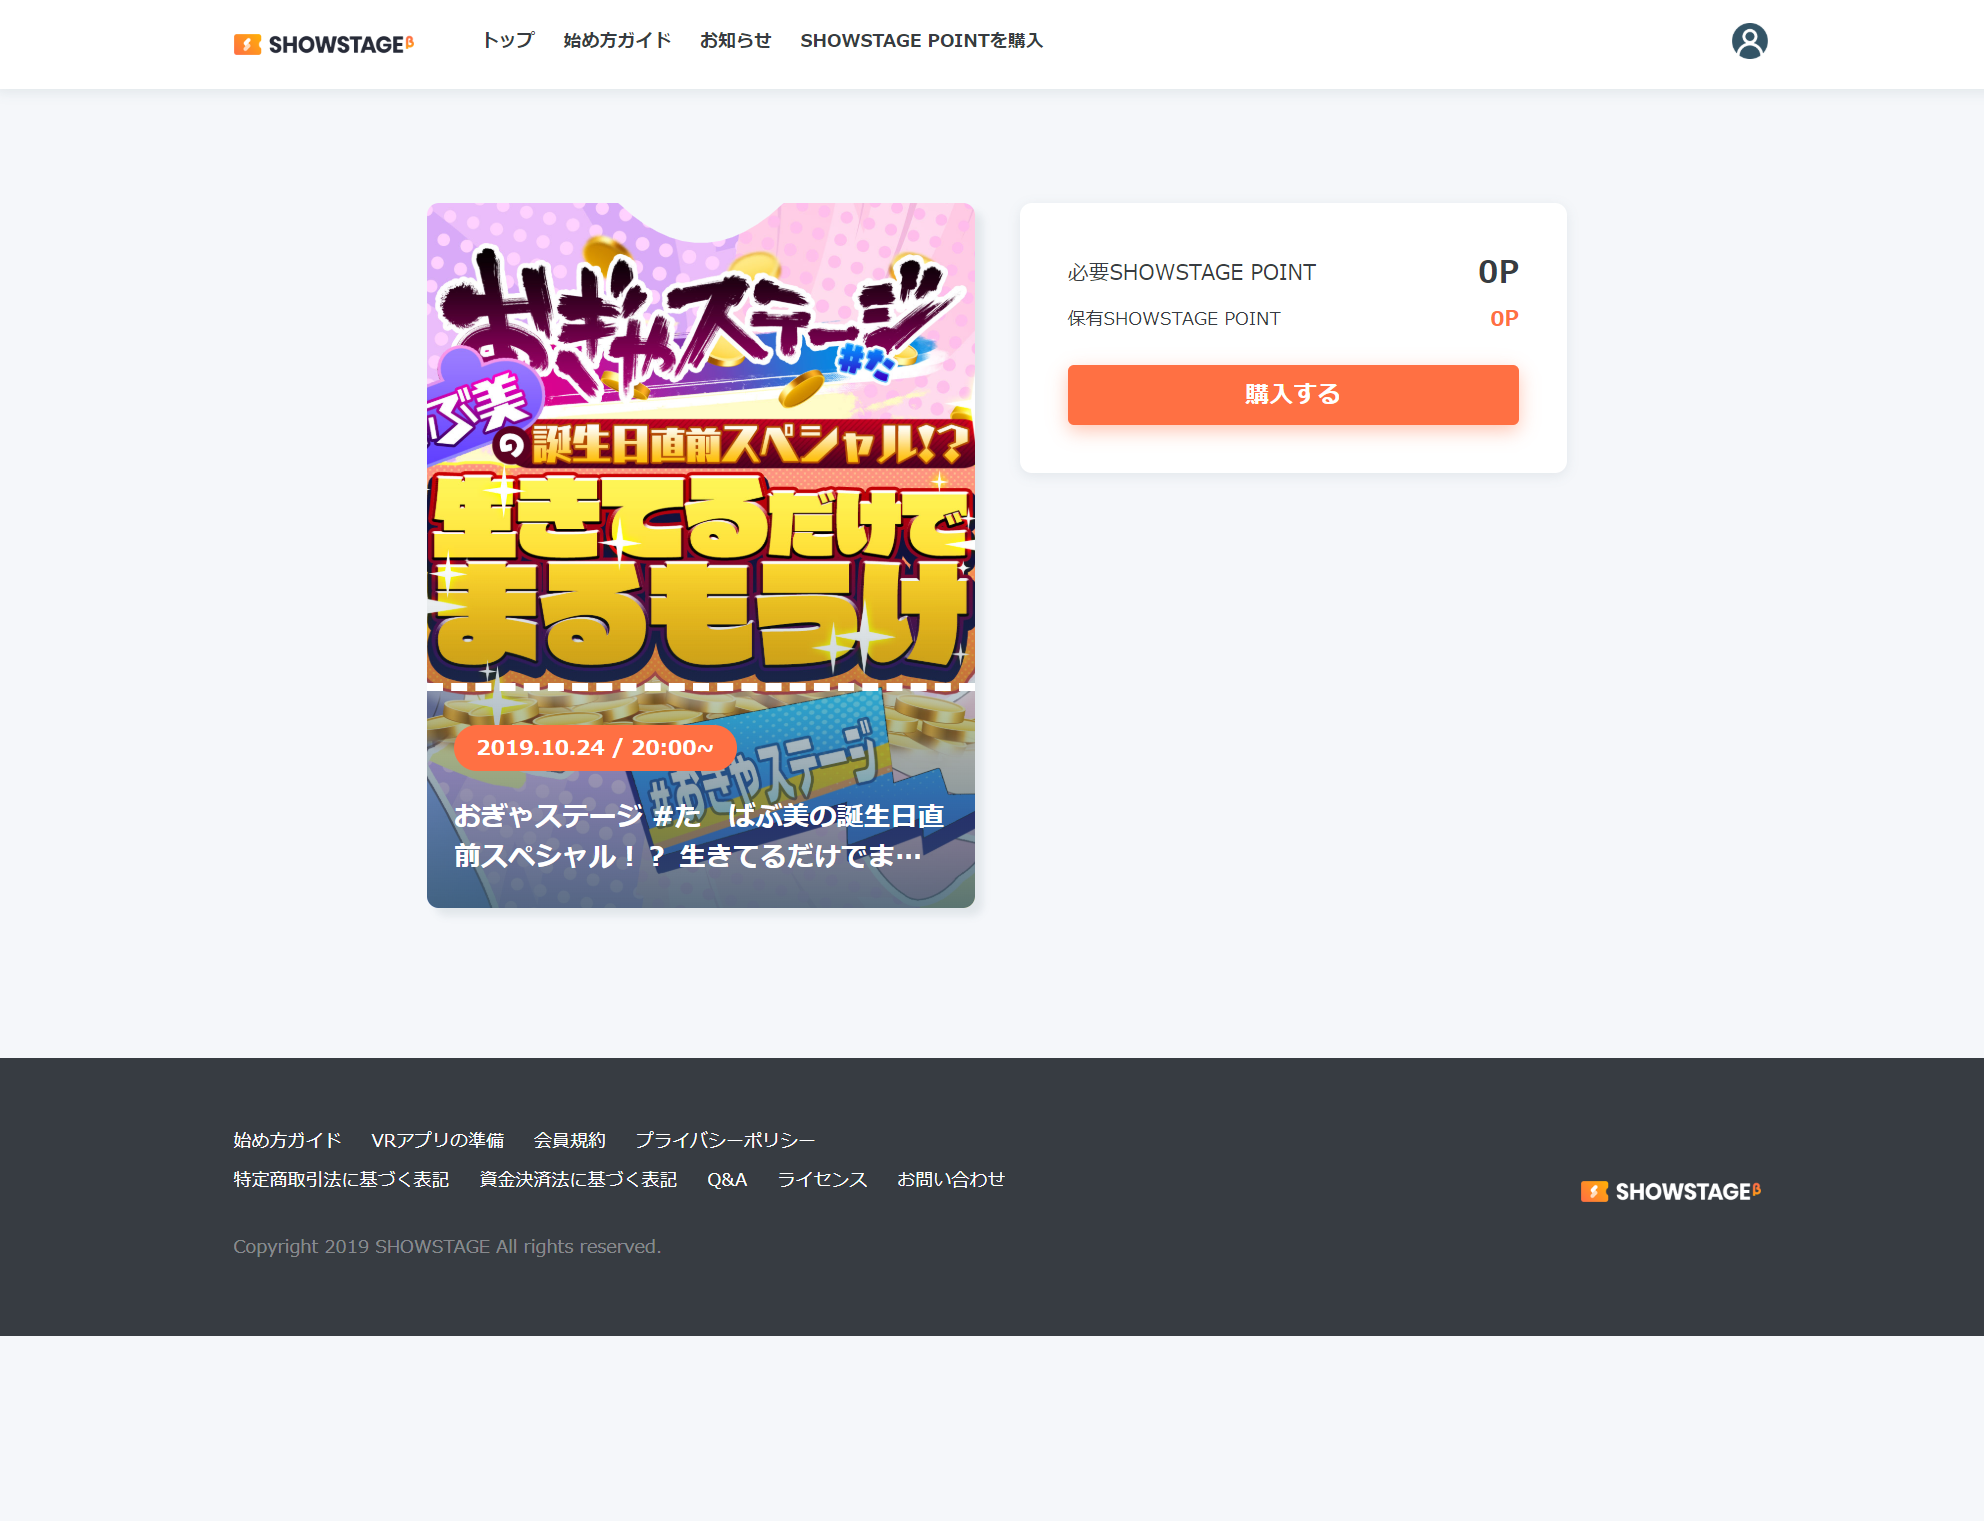 SHOWSTAGEβ
トップ 始め方ガイド お知らせ SHOWSTAGE POINTを購入
おぎゃステージ
#た
ぶ美
の誕生日直前スペシャル!?
生きてるだけで
まるもうけ
#おぎゃステージ
2019.10.24 / 20:00~
おぎゃステージ #た　ばぶ美の誕生日直
前スペシャル！？ 生きてるだけでま…
必要SHOWSTAGE POINT 0P
保有SHOWSTAGE POINT 0P
購入する
始め方ガイド VRアプリの準備 会員規約 プライバシーポリシー
特定商取引法に基づく表記 資金決済法に基づく表記 Q&A ライセンス お問い合わせ
SHOWSTAGEβ
Copyright 2019 SHOWSTAGE All rights reserved.